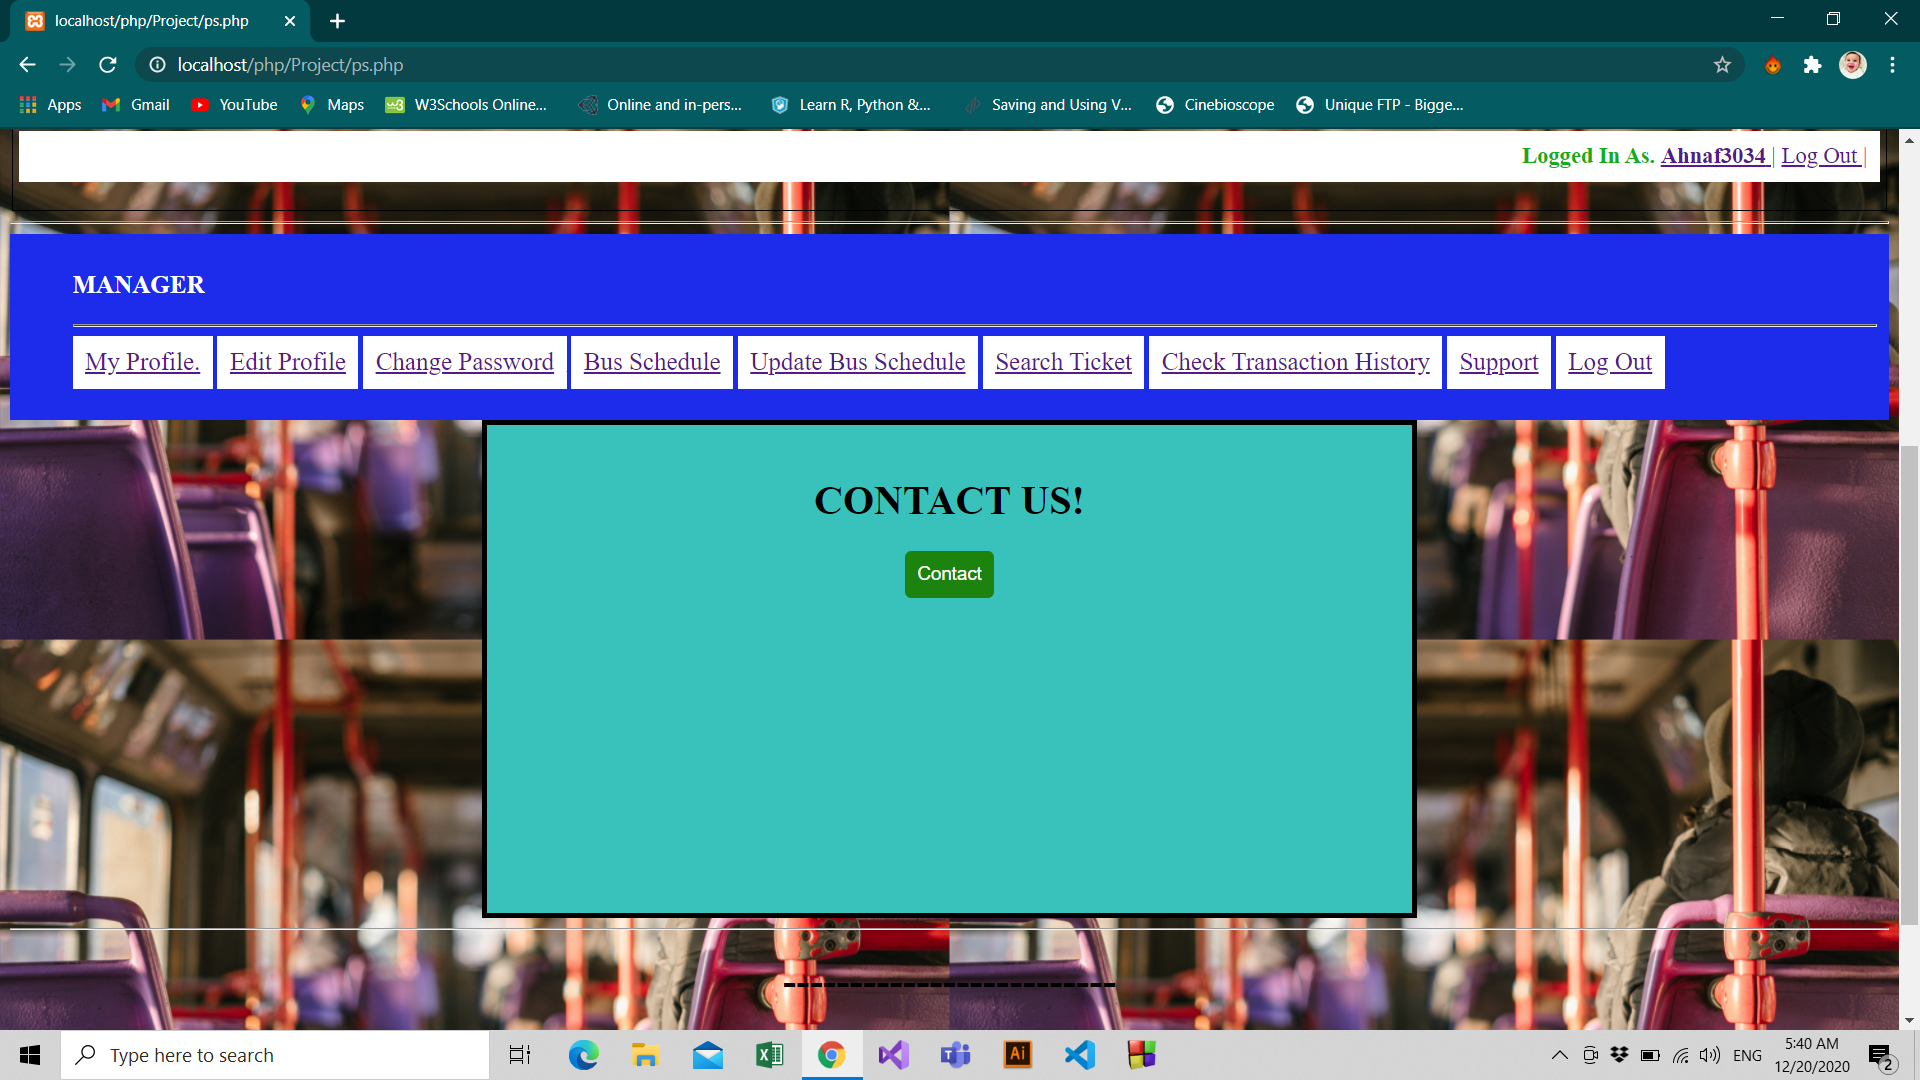 localhost/php/Project/ps.php
localhost/php/Project/ps.php
Apps Gmail YouTube Maps W3Schools Online... Online and in-pers... Learn R, Python &... Saving and Using V... Cinebioscope Unique FTP - Bigge...
Logged In As. Ahnaf3034 | Log Out |
MANAGER
My Profile. Edit Profile Change Password Bus Schedule Update Bus Schedule Search Ticket Check Transaction History Support Log Out
CONTACT US!
Contact
-----------------------
Type here to search
ENG
5:40 AM
12/20/2020
2